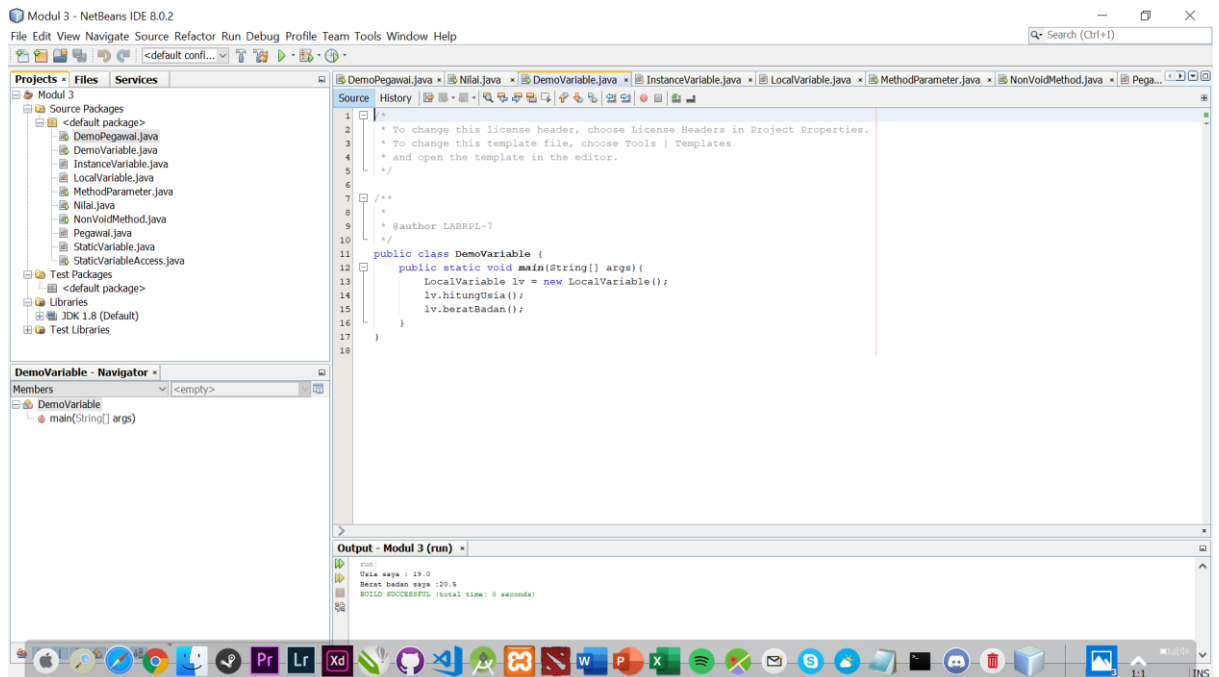 Modul 3 - NetBeans IDE 8.0.2
File Edit View Navigate Source Refactor Run Debug Profile Team Tools Window Help
Search (Ctrl+I)
<default confi...
Projects Files Services
DemoPegawai.java Nilai.java DemoVariable.java InstanceVariable.java LocalVariable.java MethodParameter.java NonVoidMethod.java Pega...
Modul 3
Source Packages
<default package>
DemoPegawai.java
DemoVariable.java
InstanceVariable.java
LocalVariable.java
MethodParameter.java
Nilai.java
NonVoidMethod.java
Pegawai.java
StaticVariable.java
StaticVariableAccess.java
Test Packages
<default package>
Libraries
JDK 1.8 (Default)
Test Libraries
DemoVariable - Navigator
Members <empty>
DemoVariable
main(String[] args)
Source History
1 /*
2 * To change this license header, choose License Headers in Project Properties.
3 * To change this template file, choose Tools | Templates
4 * and open the template in the editor.
5 */
6
7 /**
8 *
9 * @author LABRPL-7
10 */
11 public class DemoVariable {
12 public static void main(String[] args){
13 LocalVariable lv = new LocalVariable();
14 lv.hitungUsia();
15 lv.beratBadan();
16 }
17 }
18
Output - Modul 3 (run)
run:
Usia saya : 19.0
Berat badan saya :20.5
BUILD SUCCESSFUL (total time: 0 seconds)
Pr Lr Xd W P X S
3
1:1 INS